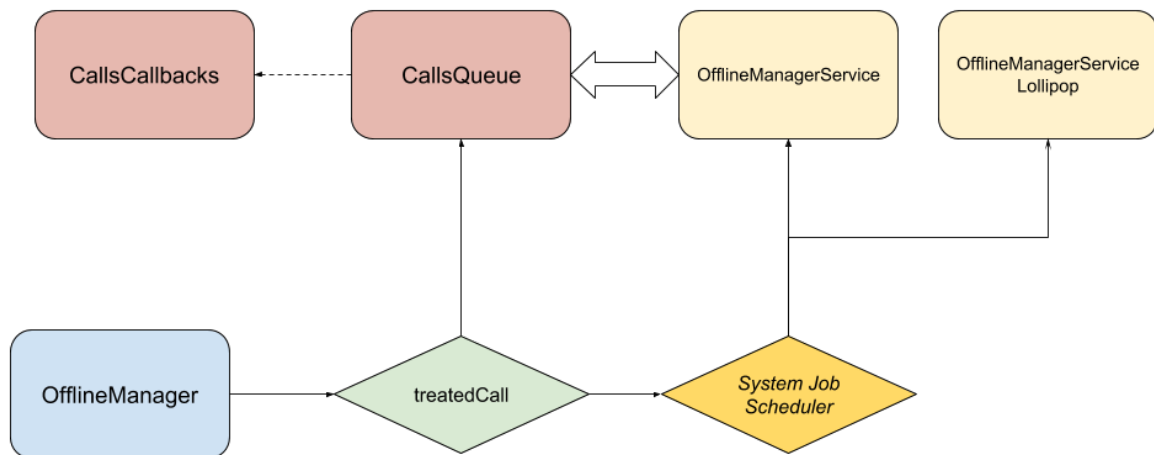 CallsCallbacks
CallsQueue
OfflineManagerService
OfflineManagerService
Lollipop
OfflineManager
treatedCall
System Job
Scheduler